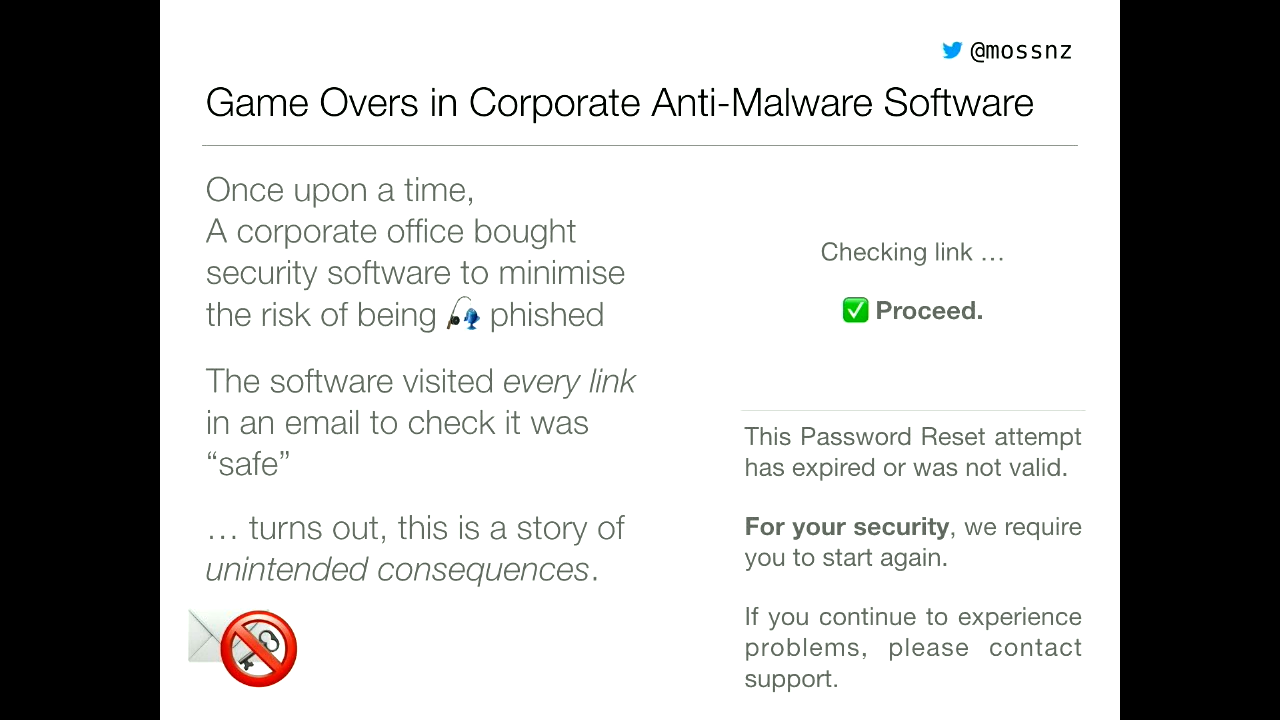 @mossnz
Game Overs in Corporate Anti-Malware Software
Once upon a time,
A corporate office bought
security software to minimise
the risk of being 🎣 phished
The software visited every link
in an email to check it was
“safe”
… turns out, this is a story of
unintended consequences.
Checking link …
✅ Proceed.
This Password Reset attempt
has expired or was not valid.
For your security, we require
you to start again.
If you continue to experience
problems, please contact
support.